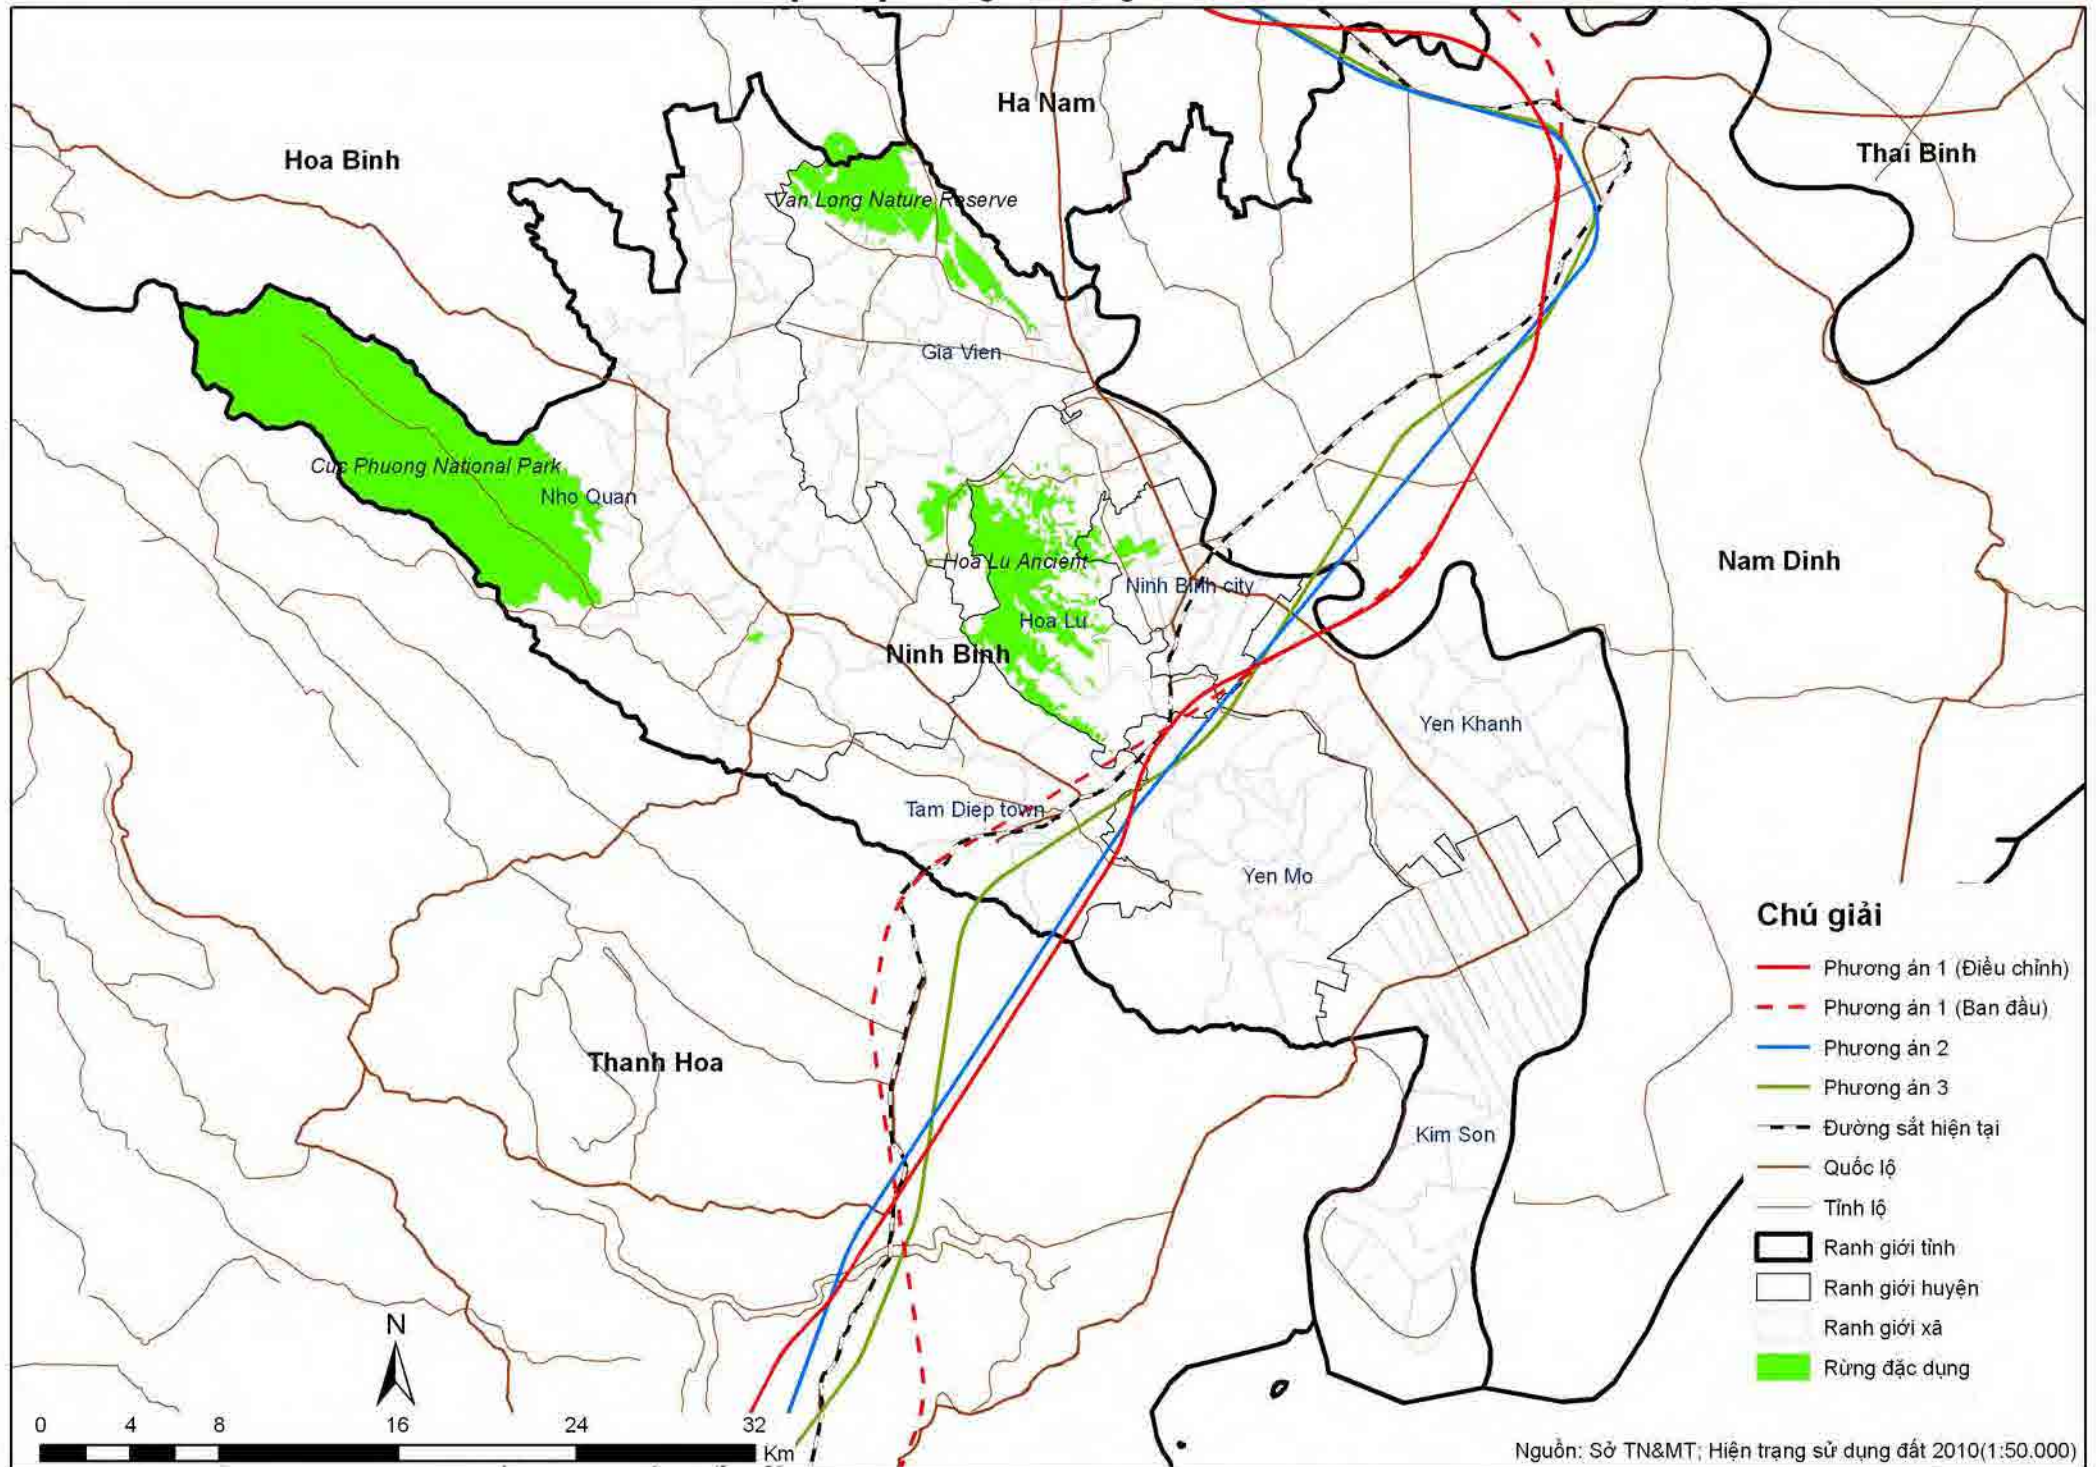 Ha Nam
Hoa Binh
Thai Binh
Van Long Nature Reserve
Gia Vien
Cuc Phuong National Park
Nho Quan
Hoa Lu Ancient
Nam Dinh
Ninh Binh city
Hoa Lu
Ninh Binh
Yen Khanh
Tam Diep town
Yen Mo
Thanh Hoa
Kim Son
Chú giải
Phương án 1 (Điều chỉnh)
Phương án 1 (Ban đầu)
Phương án 2
Phương án 3
Đường sắt hiện tại
Quốc lộ
Tỉnh lộ
Ranh giới tỉnh
Ranh giới huyện
Ranh giới xã
Rừng đặc dụng
N
0 4 8 16 24 32
Km
Nguồn: Sở TN&MT; Hiện trạng sử dụng đất 2010(1:50.000)